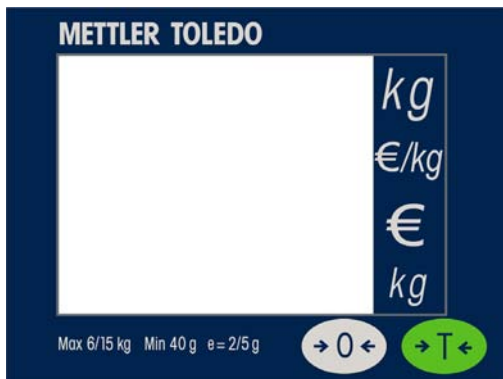 METTLER TOLEDO
kg
€/kg
€
kg
Max 6/15 kg Min 40 g e = 2/5 g
→0←
→T←